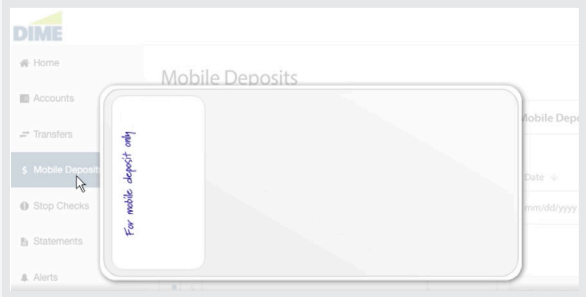 DIME
Home
Accounts
Transfers
$ Mobile Deposits
Stop Checks
Statements
Alerts
Mobile Deposits
For mobile deposit only
Mobile Depo
Date
mm/dd/yyyy